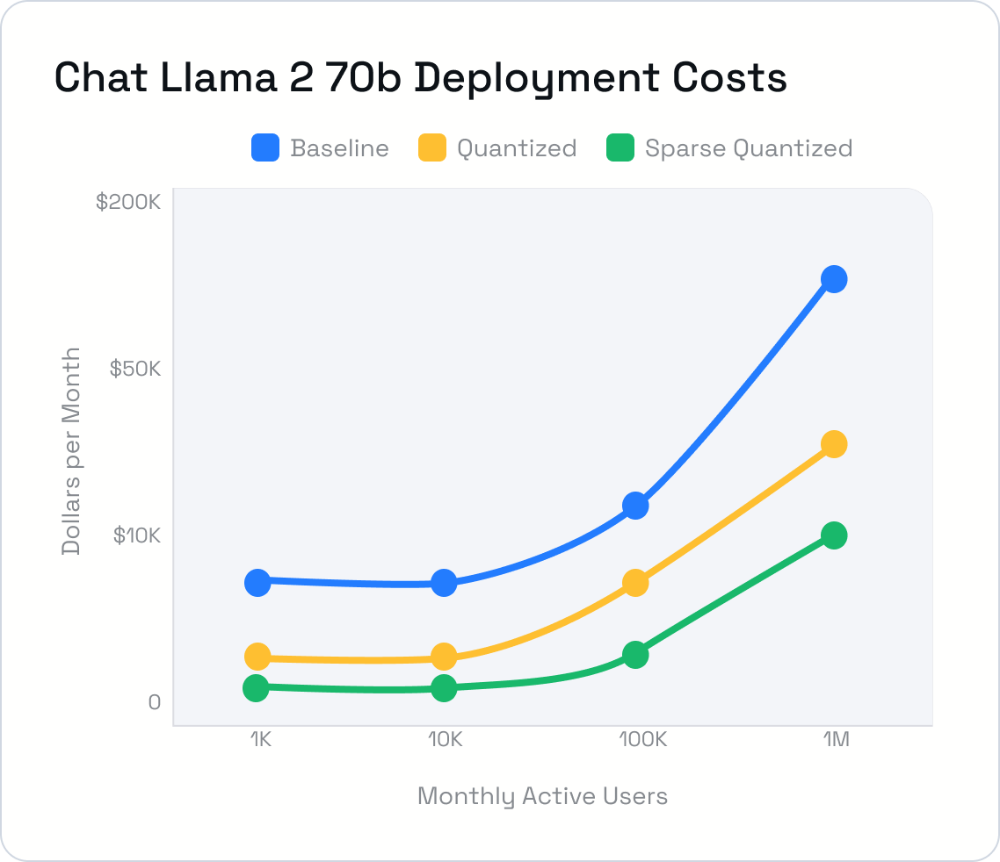 Chat Llama 2 70b Deployment Costs
Baseline
Quantized
Sparse Quantized
$200K
$50K
$10K
0
Dollars per Month
1K
10K
100K
1M
Monthly Active Users